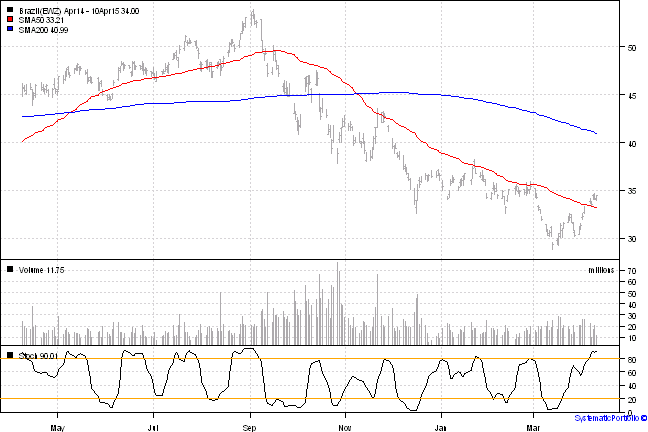 Brazil(EWZ) Apr14 - 10Apr15 34.00
SMA50 33.21
SMA200 40.99
50
45
40
35
30
Volume 11.75
millions
70
60
50
40
30
20
10
Stoch 90.01
80
60
40
20
0
May Jul Sep Nov Jan Mar
SystematicPortfolio ©